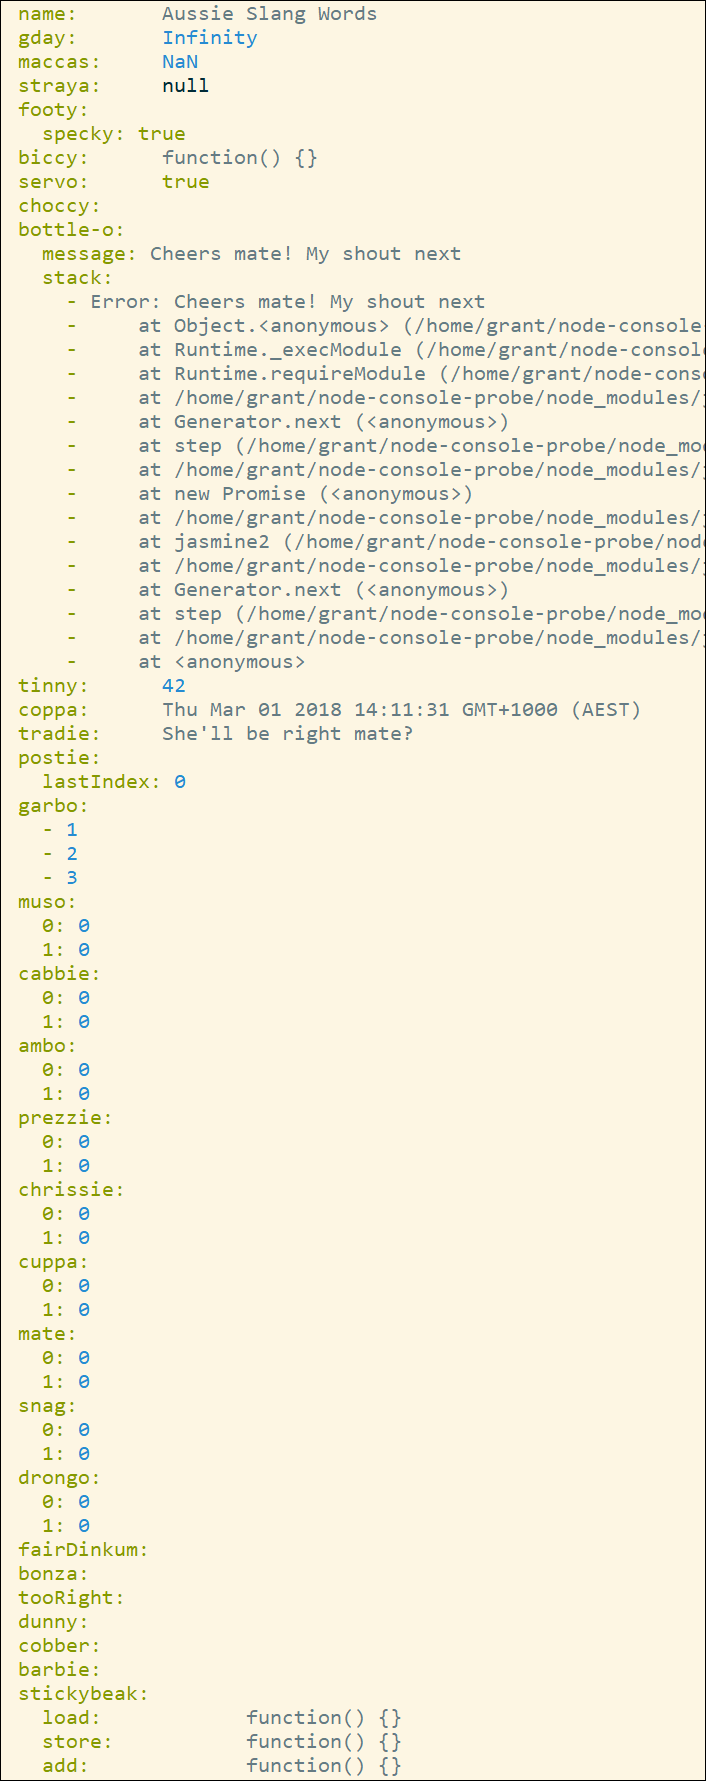 name:       Aussie Slang Words
gday:       Infinity
maccas:     NaN
straya:     null
footy:
  specky: true
biccy:      function() {}
servo:      true
choccy:
bottle-o:
  message: Cheers mate! My shout next
  stack:
    - Error: Cheers mate! My shout next
    -     at Object.<anonymous> (/home/grant/node-console-
    -     at Runtime._execModule (/home/grant/node-consol
    -     at Runtime.requireModule (/home/grant/node-cons
    -     at /home/grant/node-console-probe/node_modules/j
    -     at Generator.next (<anonymous>)
    -     at step (/home/grant/node-console-probe/node_mo
    -     at /home/grant/node-console-probe/node_modules/j
    -     at new Promise (<anonymous>)
    -     at /home/grant/node-console-probe/node_modules/j
    -     at jasmine2 (/home/grant/node-console-probe/nod
    -     at /home/grant/node-console-probe/node_modules/j
    -     at Generator.next (<anonymous>)
    -     at step (/home/grant/node-console-probe/node_mo
    -     at /home/grant/node-console-probe/node_modules/j
    -     at <anonymous>
tinny:      42
coppa:      Thu Mar 01 2018 14:11:31 GMT+1000 (AEST)
tradie:     She'll be right mate?
postie:
  lastIndex: 0
garbo:
  - 1
  - 2
  - 3
muso:
  0: 0
  1: 0
cabbie:
  0: 0
  1: 0
ambo:
  0: 0
  1: 0
prezzie:
  0: 0
  1: 0
chrissie:
  0: 0
  1: 0
cuppa:
  0: 0
  1: 0
mate:
  0: 0
  1: 0
snag:
  0: 0
  1: 0
drongo:
  0: 0
  1: 0
fairDinkum:
bonza:
tooRight:
dunny:
cobber:
barbie:
stickybeak:
  load:            function() {}
  store:           function() {}
  add:             function() {}